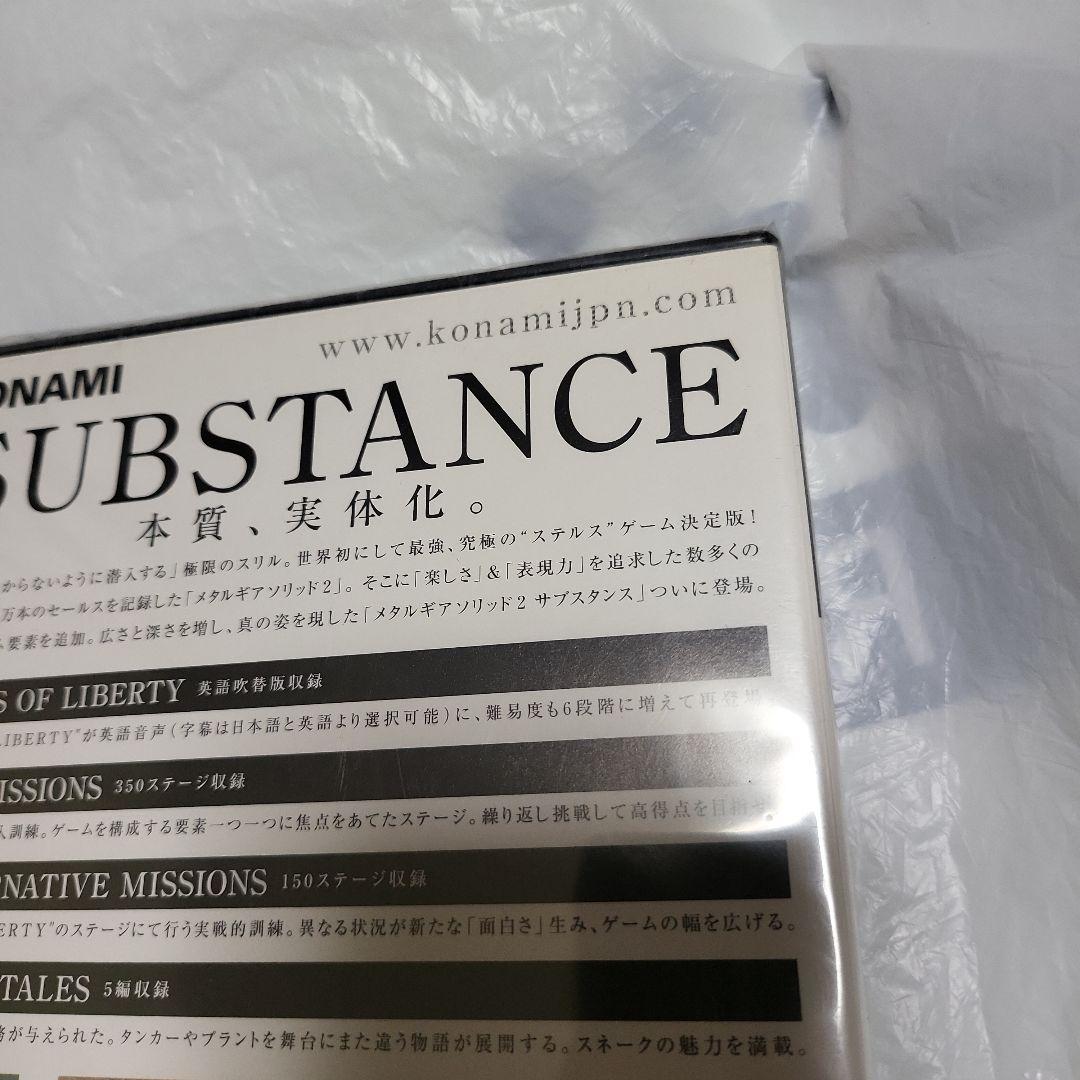 www.konamijpn.com
ONAMI
SUBSTANCE
本質、実体化。
からないように潜入する」極限のスリル。世界初にして最強、究極の“ステルス”ゲーム決定版!
万本のセールスを記録した「メタルギアソリッド2」。そこに「楽しさ」&「表現力」を追求した数多くの
要素を追加。広さと深さを増し、真の姿を現した「メタルギアソリッド2 サブスタンス」ついに登場。
S OF LIBERTY 英語吹替版収録
LIBERTY"が英語音声(字幕は日本語と英語より選択可能)に、難易度も6段階に増えて再登場
ISSIONS 350ステージ収録
入訓練。ゲームを構成する要素一つ一つに焦点をあてたステージ。繰り返し挑戦して高得点を目指せ。
RNATIVE MISSIONS 150ステージ収録
ERTY"のステージにて行う実戦的訓練。異なる状況が新たな「面白さ」生み、ゲームの幅を広げる。
TALES 5編収録
が与えられた。タンカーやプラントを舞台にまた違う物語が展開する。スネークの魅力を満載。